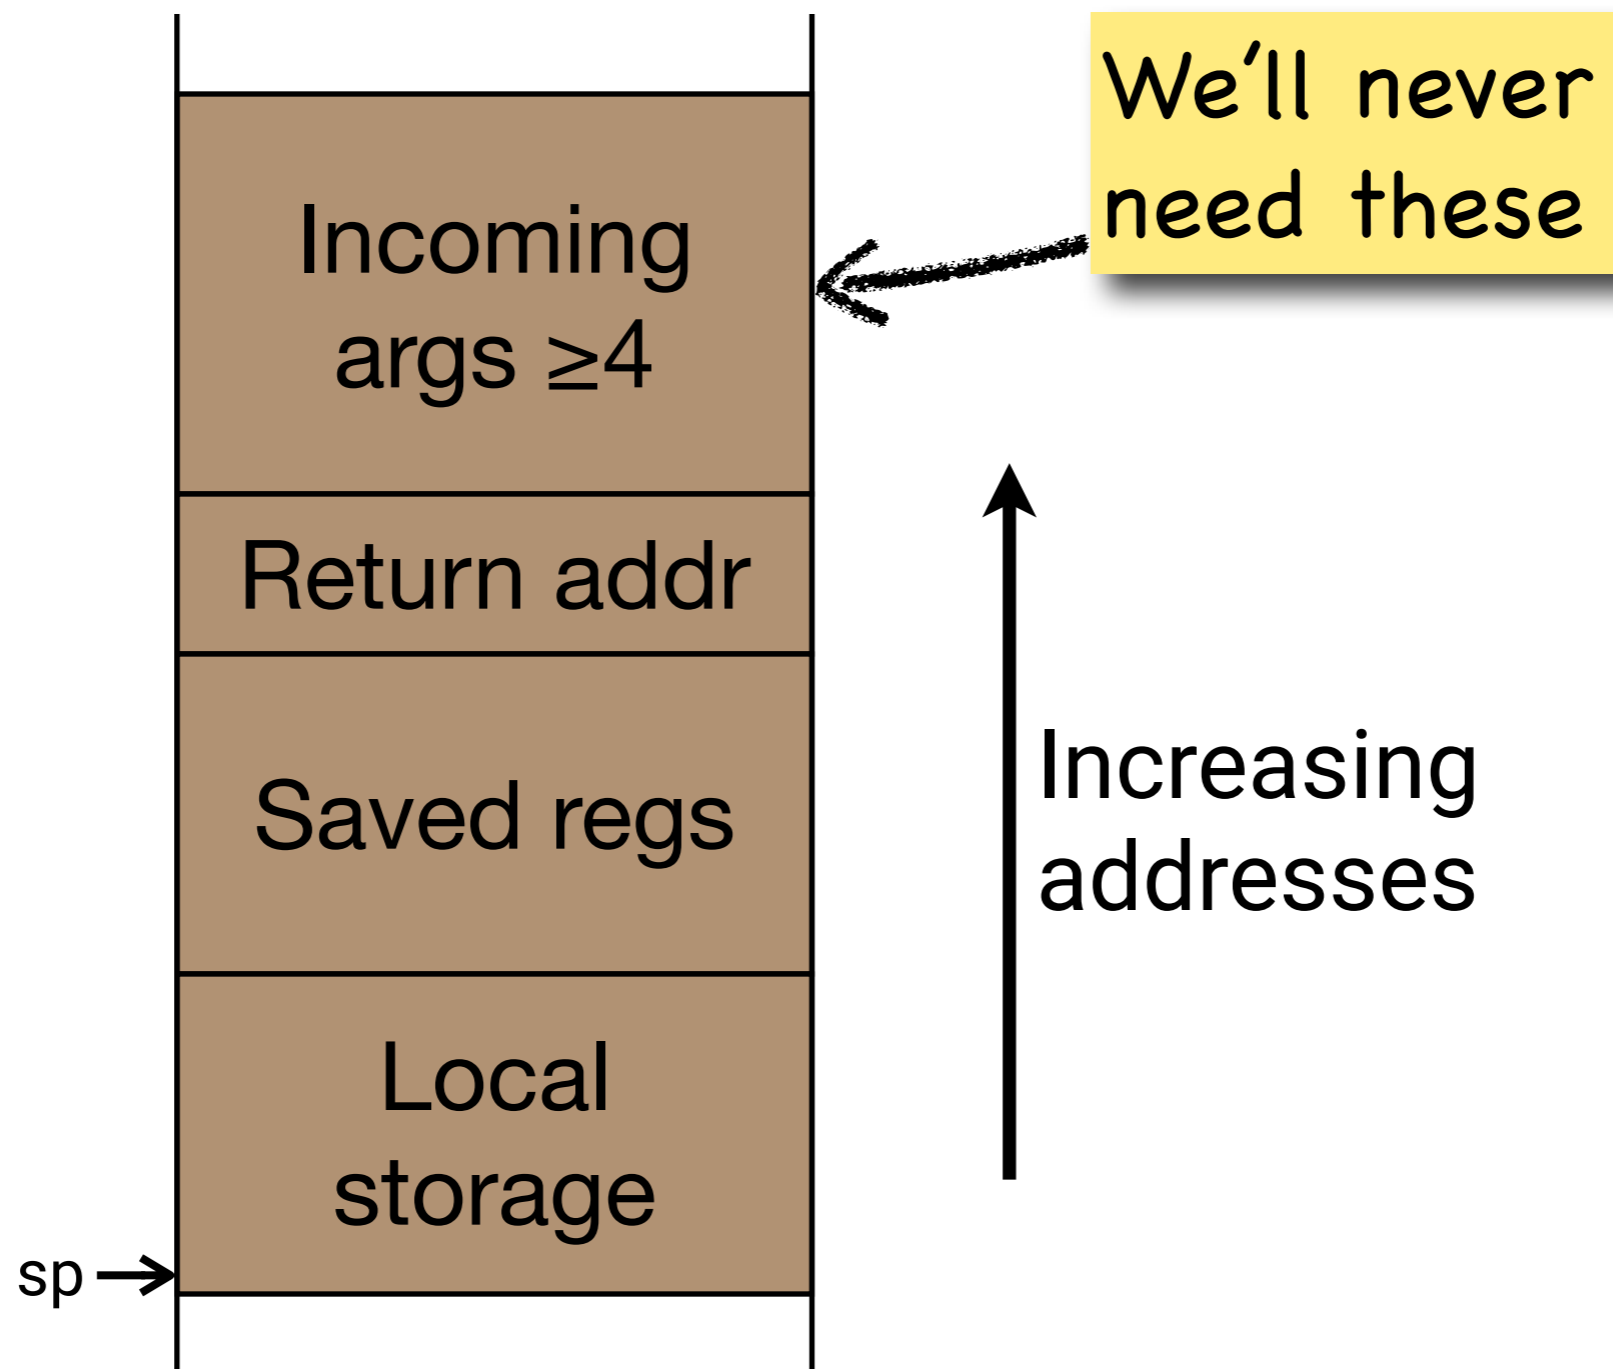 We'll never
need these
Incoming
args ≥4
Return addr
Saved regs
Increasing
addresses
Local
storage
sp